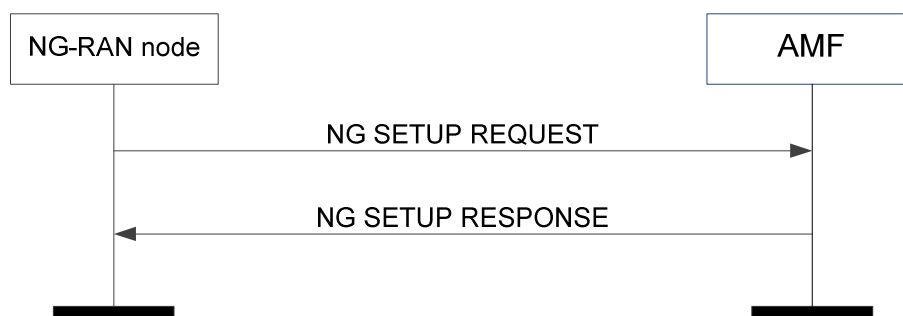 NG-RAN node
AMF
NG SETUP REQUEST
NG SETUP RESPONSE